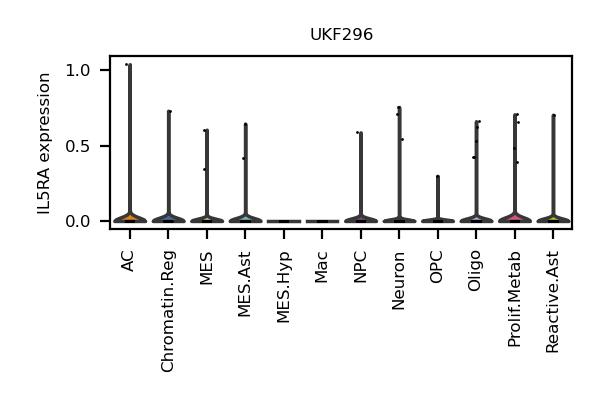 UKF296
IL5RA expression
1.0
0.5
0.0
AC
Chromatin.Reg
MES
MES.Ast
MES.Hyp
Mac
NPC
Neuron
OPC
Oligo
Prolif.Metab
Reactive.Ast